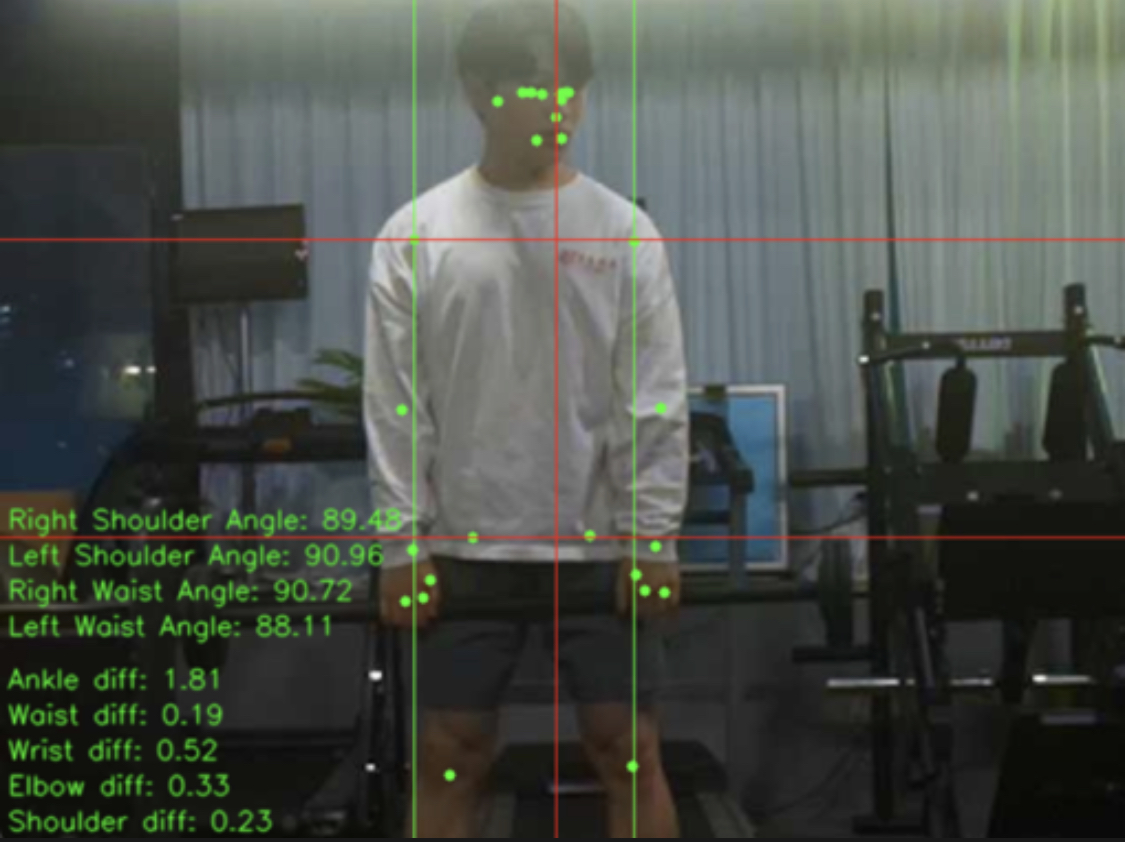 Right Shoulder Angle: 89.48
Left Shoulder Angle: 90.96
Right Waist Angle: 90.72
Left Waist Angle: 88.11
Ankle diff: 1.81
Waist diff: 0.19
Wrist diff: 0.52
Elbow diff: 0.33
Shoulder diff: 0.23